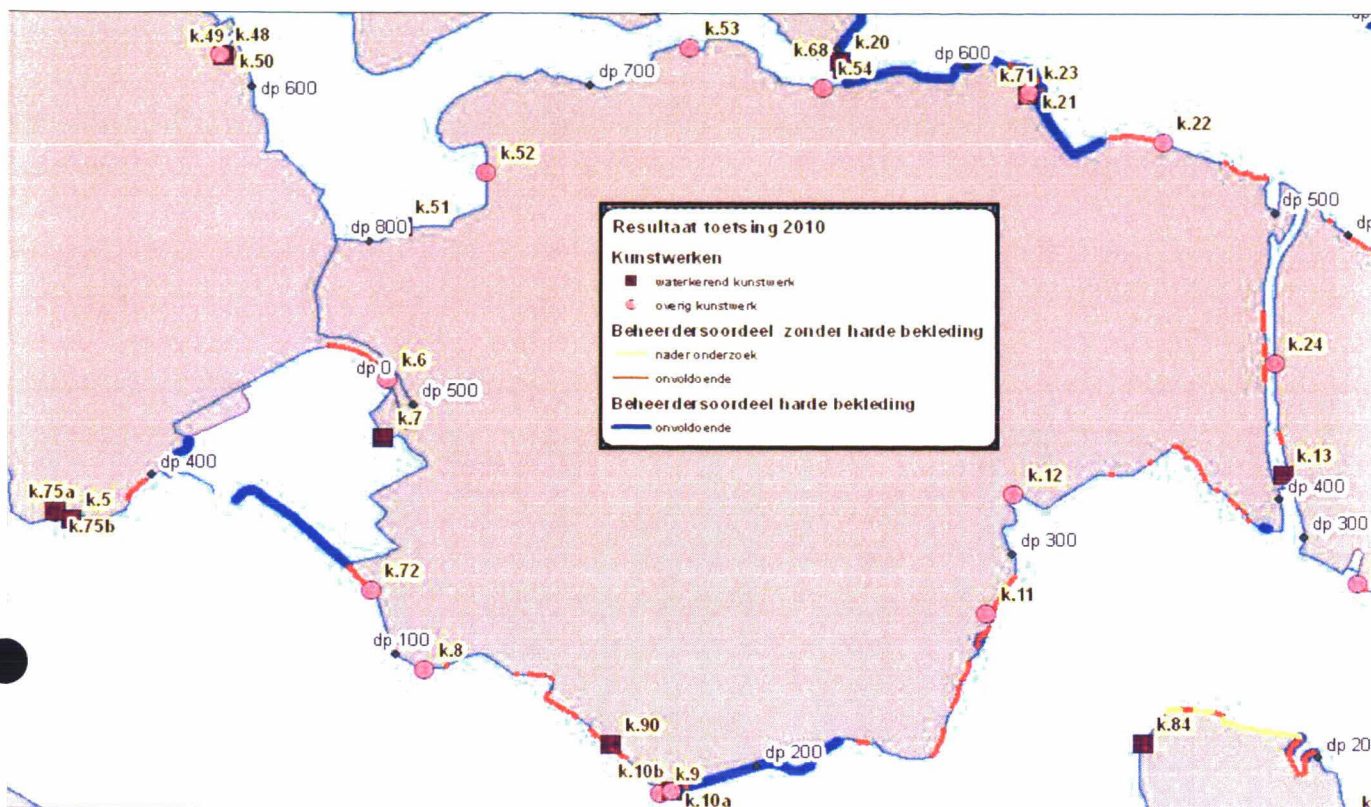 k.49
k.48
k.50
dp 600
k.53
dp 700
k.68
k.20
k.54
dp 600
k.71
k.23
k.21
k.22
k.52
k.51
dp 800
dp 500
Resultaat toetsing 2010
Kunstwerken
waterkerend kunstwerk
overig kunstwerk
Beheerdersoordeel zonder harde bekleding
nader onderzoek
onvoldoende
Beheerdersoordeel harde bekleding
onvoldoende
k.24
dp 0
k.6
dp 500
k.7
dp 400
k.75a
k.5
k.75b
k.12
k.13
dp 400
dp 300
dp 300
k.72
k.11
dp 100
k.8
k.90
k.84
dp 200
k.10b
k.9
k.10a